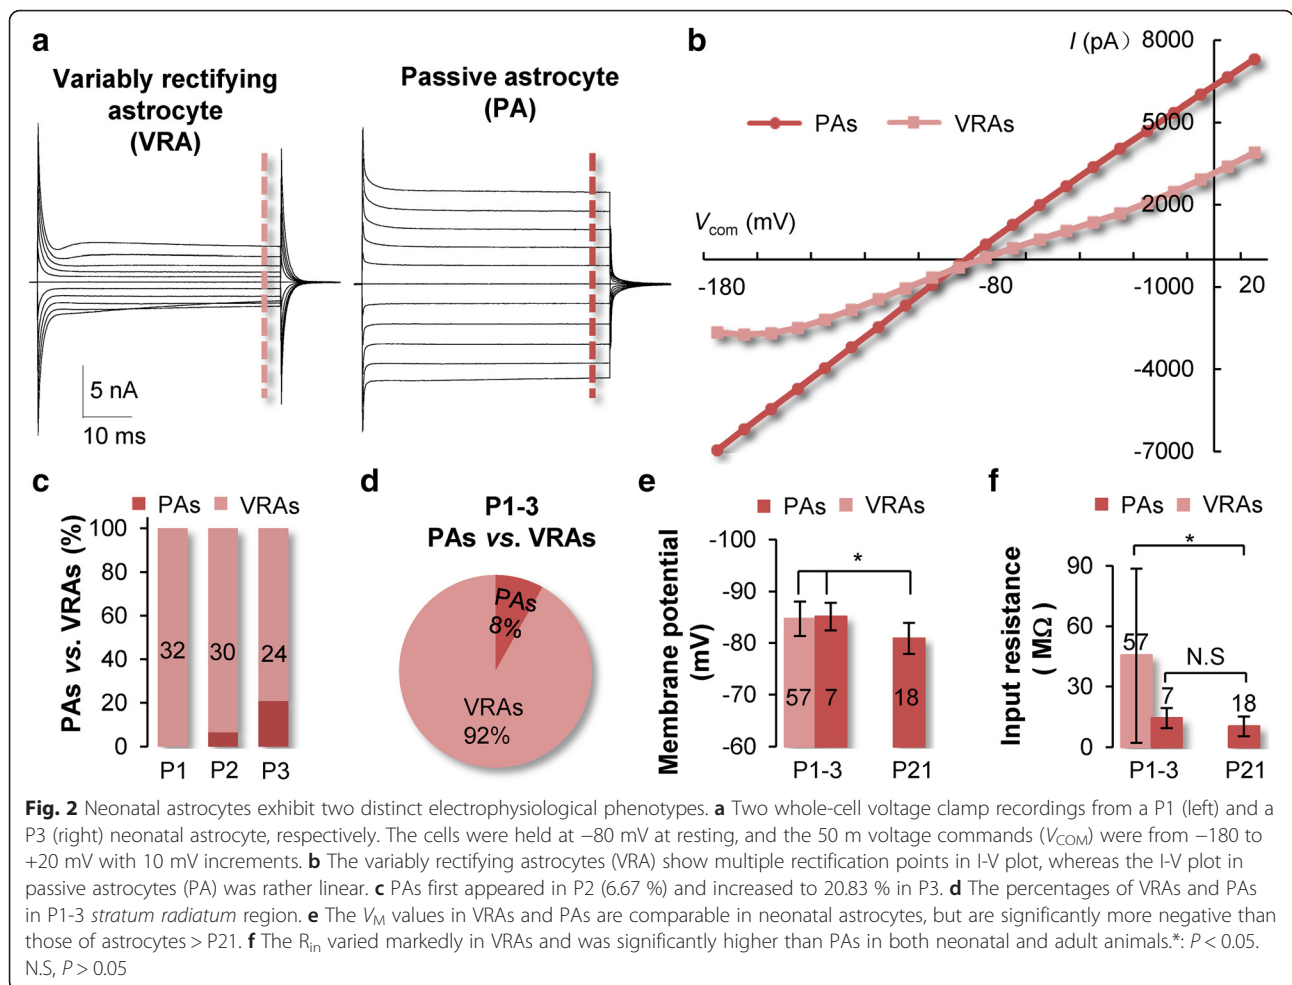 a
Variably rectifying
astrocyte
(VRA)
Passive astrocyte
(PA)
5 nA
10 ms
b
I (pA)
8000
5000
2000
-1000
-4000
-7000
PAs
VRAs
Vcom (mV)
-180
-80
20
c
PAs
VRAs
PAs vs. VRAs (%)
100
80
60
40
20
0
32
30
24
P1
P2
P3
d
P1-3
PAs vs. VRAs
PAs
8%
VRAs
92%
e
PAs
VRAs
Membrane potential
(mV)
-100
-90
-80
-70
-60
*
57
7
18
P1-3
P21
f
PAs
VRAs
Input resistance
( MΩ)
90
60
30
0
*
57
N.S
7
18
P1-3
P21
Fig. 2 Neonatal astrocytes exhibit two distinct electrophysiological phenotypes. a Two whole-cell voltage clamp recordings from a P1 (left) and a
P3 (right) neonatal astrocyte, respectively. The cells were held at −80 mV at resting, and the 50 m voltage commands (VCOM) were from −180 to
+20 mV with 10 mV increments. b The variably rectifying astrocytes (VRA) show multiple rectification points in I-V plot, whereas the I-V plot in
passive astrocytes (PA) was rather linear. c PAs first appeared in P2 (6.67 %) and increased to 20.83 % in P3. d The percentages of VRAs and PAs
in P1-3 stratum radiatum region. e The VM values in VRAs and PAs are comparable in neonatal astrocytes, but are significantly more negative than
those of astrocytes > P21. f The Rin varied markedly in VRAs and was significantly higher than PAs in both neonatal and adult animals.*: P < 0.05.
N.S, P > 0.05